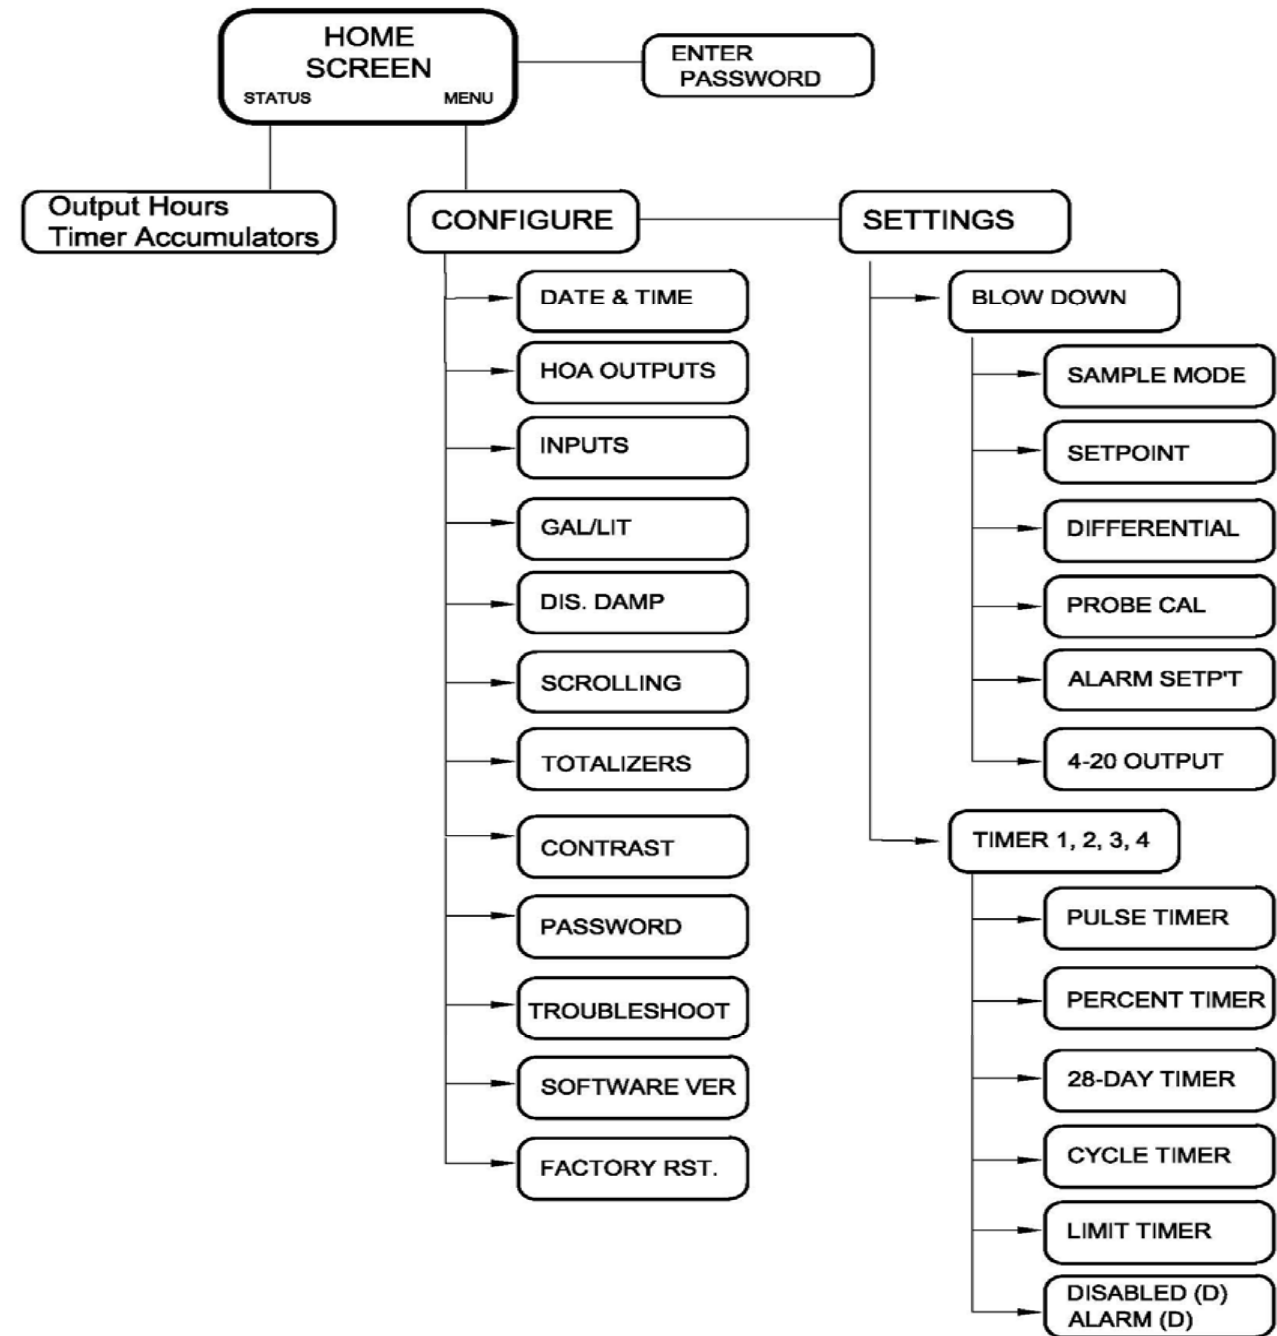 HOME
SCREEN
STATUS
MENU
ENTER
PASSWORD
Output Hours
Timer Accumulators
CONFIGURE
DATE & TIME
HOA OUTPUTS
INPUTS
GAL/LIT
DIS. DAMP
SCROLLING
TOTALIZERS
CONTRAST
PASSWORD
TROUBLESHOOT
SOFTWARE VER
FACTORY RST.
SETTINGS
BLOW DOWN
SAMPLE MODE
SETPOINT
DIFFERENTIAL
PROBE CAL
ALARM SETP'T
4-20 OUTPUT
TIMER 1, 2, 3, 4
PULSE TIMER
PERCENT TIMER
28-DAY TIMER
CYCLE TIMER
LIMIT TIMER
DISABLED (D)
ALARM (D)